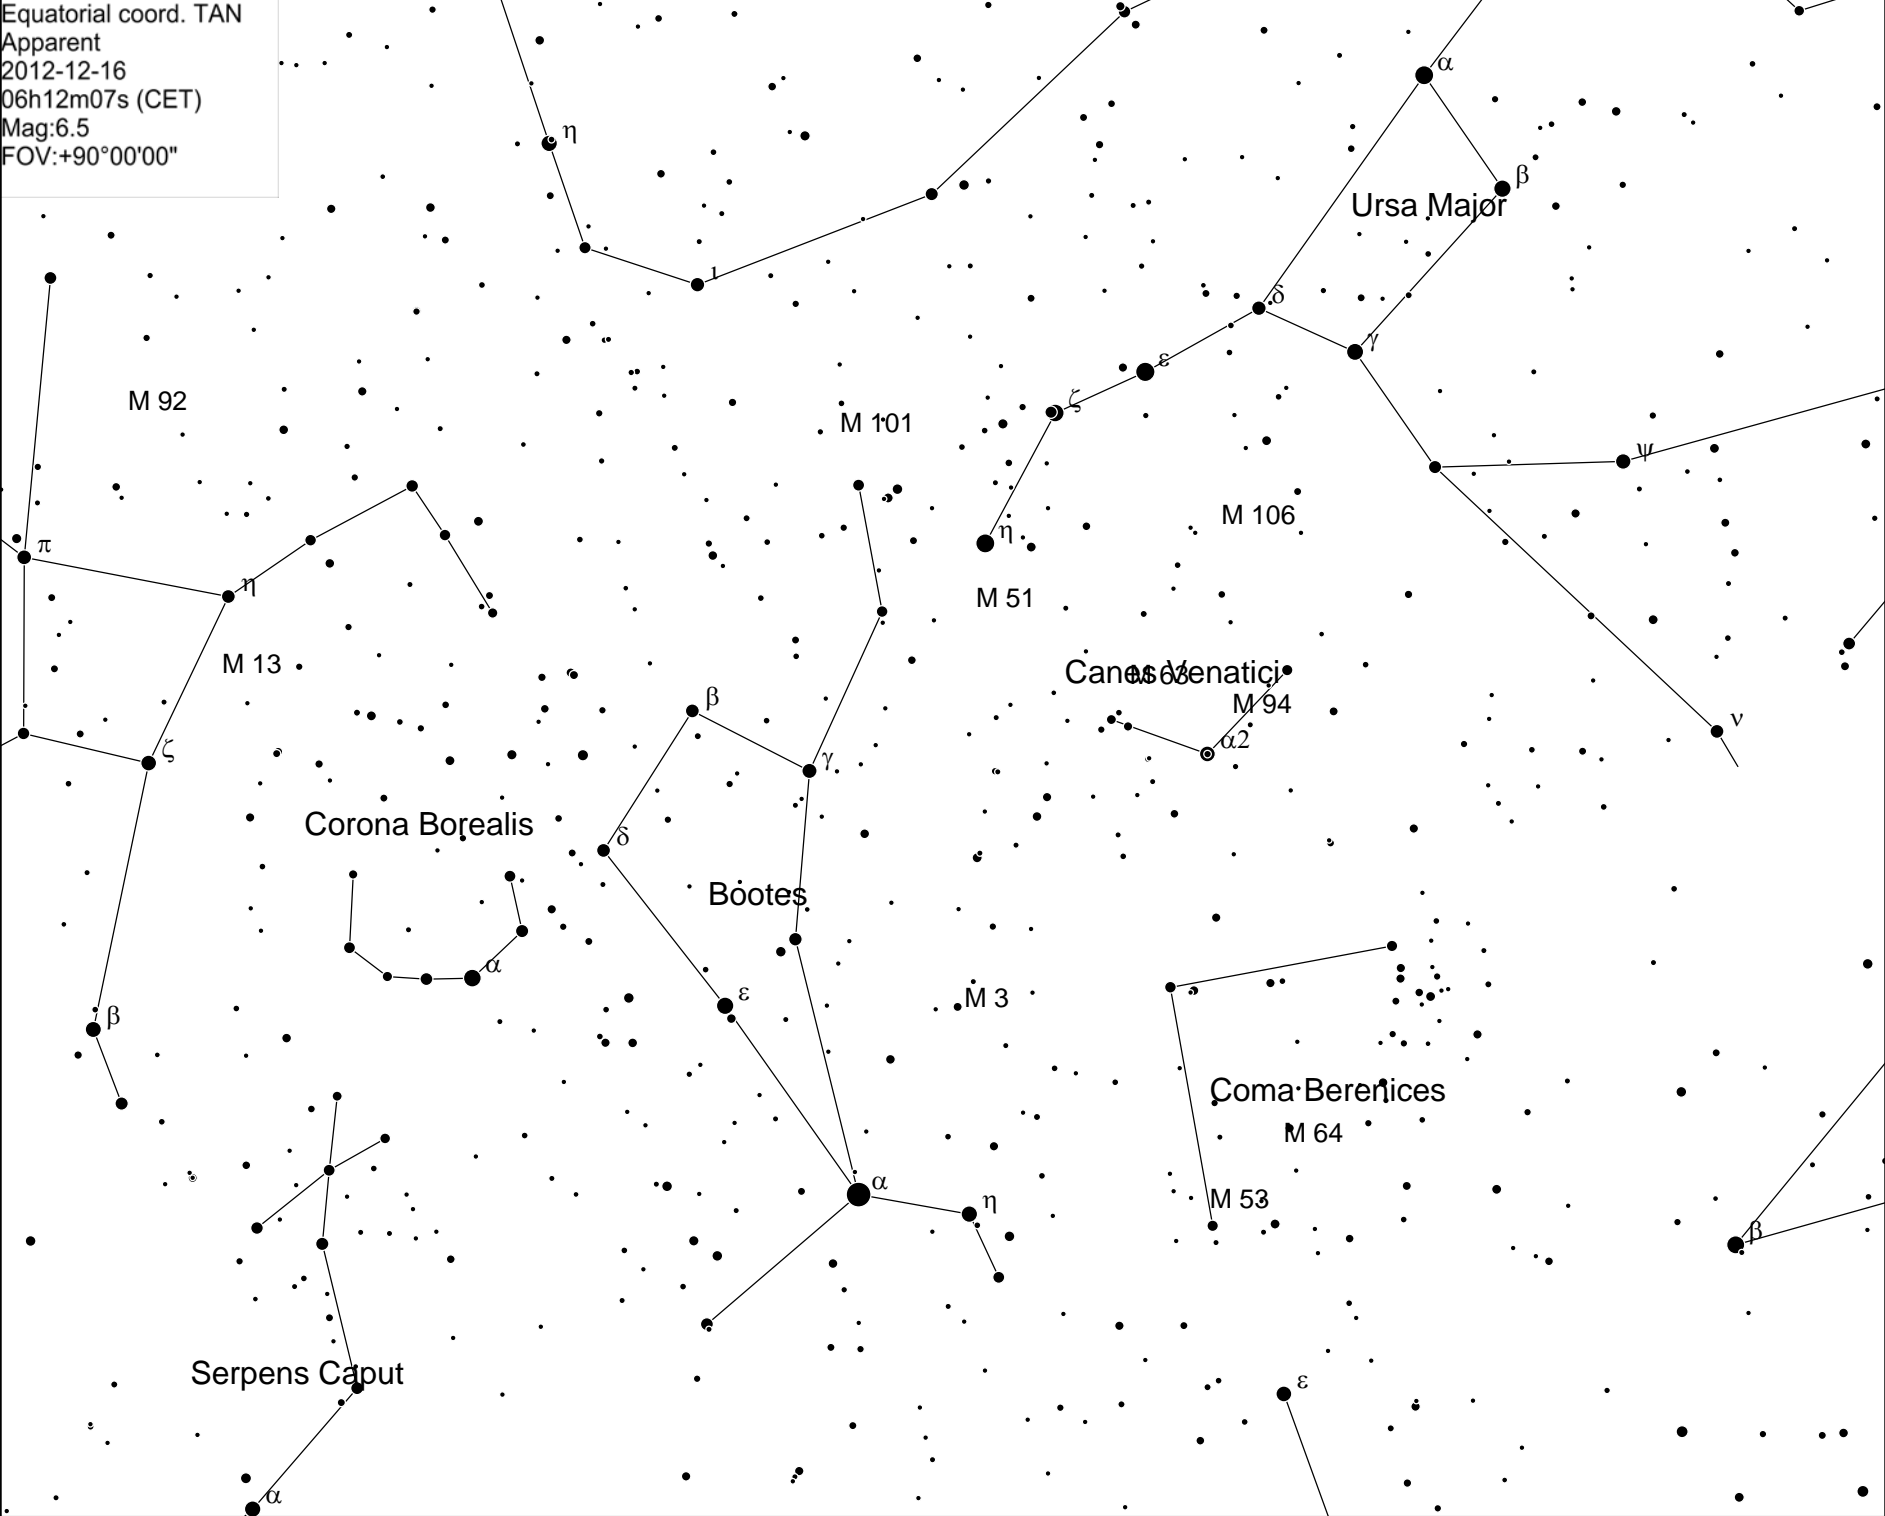 Equatorial coord. TAN
Apparent
2012-12-16
06h12m07s (CET)
Mag:6.5
FOV:+90°00'00"
α
η
β
Ursa Major
ι
δ
γ
ε
M 92
ζ
M 101
ψ
M 106
η
π
η
M 51
M 13
Canes Venatici
M 63
β
M 94
ν
α2
ζ
γ
Corona Borealis
δ
Bootes
α
ε
M 3
β
Coma Berenices
M 64
α
M 53
η
β
Serpens Caput
ε
α